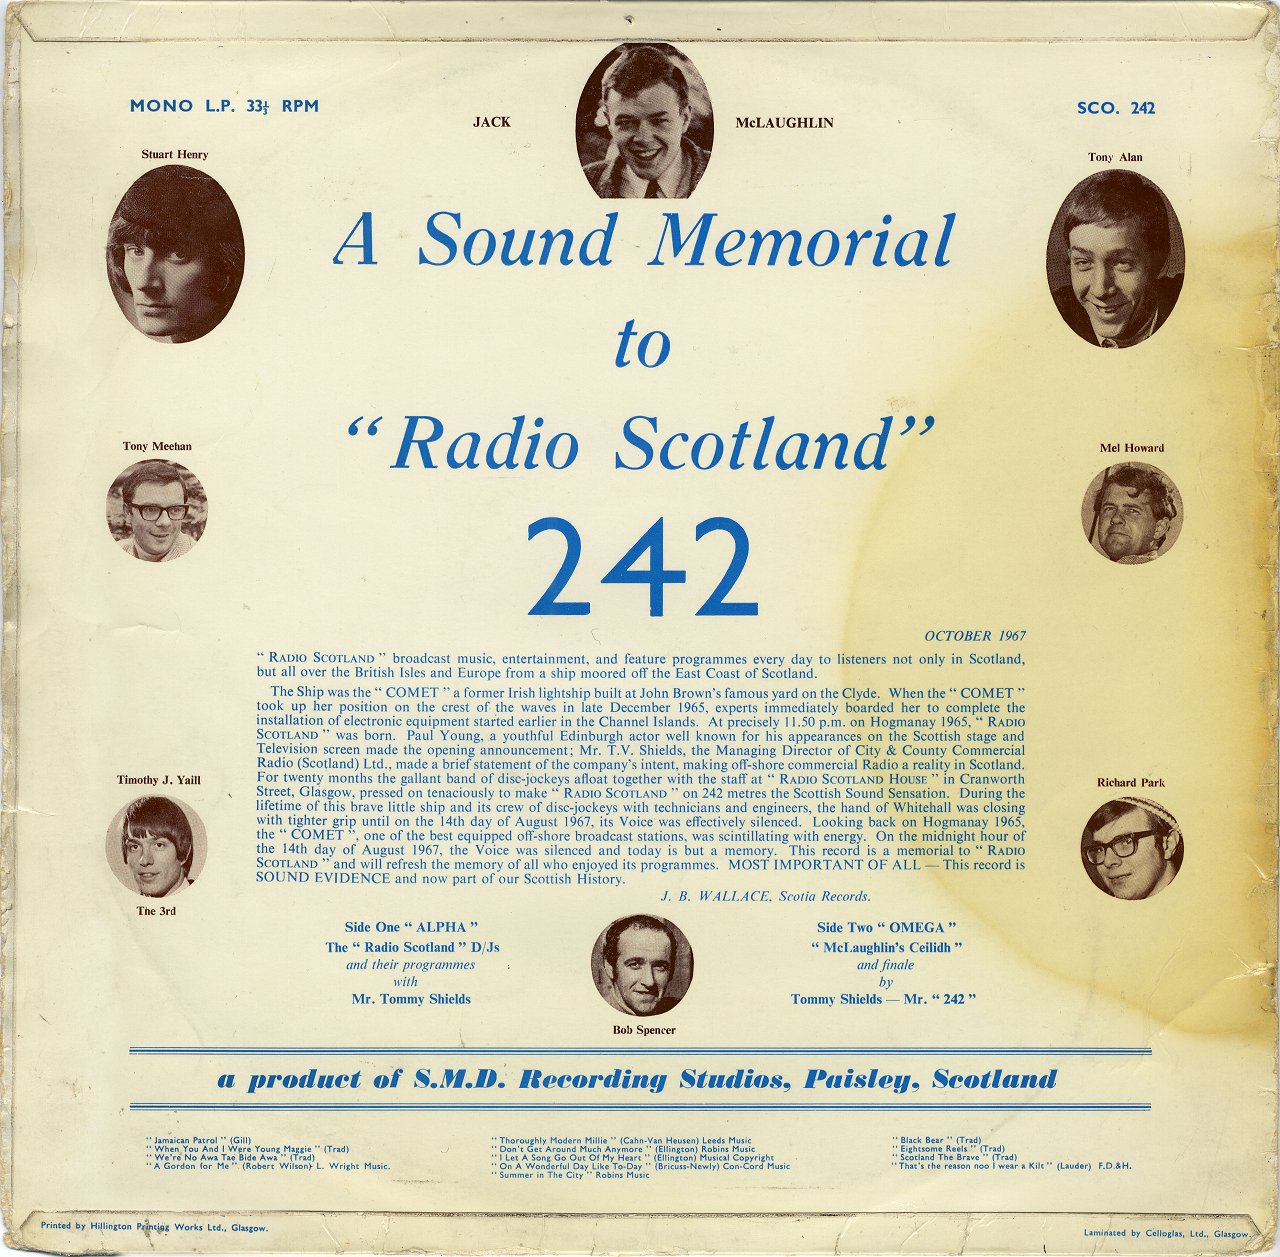 MONO L.P. 33⅓ RPM
JACK McLAUGHLIN
SCO. 242
Stuart Henry
Tony Alan
A Sound Memorial
to
“Radio Scotland”
242
Tony Meehan
Mel Howard
OCTOBER 1967
“ RADIO SCOTLAND ” broadcast music, entertainment, and feature programmes every day to listeners not only in Scotland,
but all over the British Isles and Europe from a ship moored off the East Coast of Scotland.
The Ship was the “ COMET ” a former Irish lightship built at John Brown's famous yard on the Clyde. When the “ COMET ”
took up her position on the crest of the waves in late December 1965, experts immediately boarded her to complete the
installation of electronic equipment started earlier in the Channel Islands. At precisely 11.50 p.m. on Hogmanay 1965, “ RADIO
SCOTLAND ” was born. Paul Young, a youthful Edinburgh actor well known for his appearances on the Scottish stage and
Television screen made the opening announcement; Mr. T.V. Shields, the Managing Director of City & County Commercial
Radio (Scotland) Ltd., made a brief statement of the company's intent, making off-shore commercial Radio a reality in Scotland.
For twenty months the gallant band of disc-jockeys afloat together with the staff at “ RADIO SCOTLAND HOUSE ” in Cranworth
Street, Glasgow, pressed on tenaciously to make “ RADIO SCOTLAND ” on 242 metres the Scottish Sound Sensation. During the
lifetime of this brave little ship and its crew of disc-jockeys with technicians and engineers, the hand of Whitehall was closing
with tighter grip until on the 14th day of August 1967, its Voice was effectively silenced. Looking back on Hogmanay 1965,
the “ COMET ”, one of the best equipped off-shore broadcast stations, was scintillating with energy. On the midnight hour of
the 14th day of August 1967, the Voice was silenced and today is but a memory. This record is a memorial to “ RADIO
SCOTLAND ” and will refresh the memory of all who enjoyed its programmes. MOST IMPORTANT OF ALL — This record is
SOUND EVIDENCE and now part of our Scottish History.
J. B. WALLACE, Scotia Records.
Timothy J. Yaill
The 3rd
Richard Park
Side One “ ALPHA ”
The “ Radio Scotland ” D/Js
and their programmes
with
Mr. Tommy Shields
Bob Spencer
Side Two “ OMEGA ”
“ McLaughlin's Ceilidh ”
and finale
by
Tommy Shields — Mr. “ 242 ”
a product of S.M.D. Recording Studios, Paisley, Scotland
“ Jamaican Patrol ” (Gill)
“ When You And I Were Young Maggie ” (Trad)
“ We're No Awa Tae Bide Awa ” (Trad)
“ A Gordon for Me ” (Robert Wilson) L. Wright Music.
“ Thoroughly Modern Millie ” (Cahn-Van Heusen) Leeds Music
“ Don't Get Around Much Anymore ” (Ellington) Robins Music
“ I Let A Song Go Out Of My Heart ” (Ellington) Musical Copyright
“ On A Wonderful Day Like To-Day ” (Bricuss-Newly) Con-Cord Music
“ Summer in The City ” Robins Music
“ Black Bear ” (Trad)
“ Eightsome Reels ” (Trad)
“ Scotland The Brave ” (Trad)
“ That's the reason noo I wear a Kilt ” (Lauder) F.D.&H.
Printed by Hillington Printing Works Ltd., Glasgow.
Laminated by Celloglas, Ltd., Glasgow.